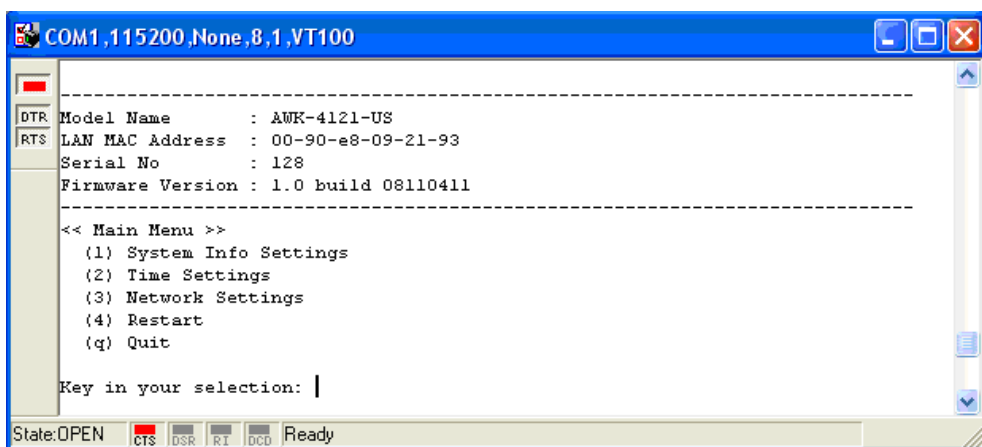 COM1,115200,None,8,1,VT100
--------------------------------------------------------------------------------
DTR
RTS
Model Name       : AWK-4121-US
LAN MAC Address  : 00-90-e8-09-21-93
Serial No        : 128
Firmware Version : 1.0 build 08110411
--------------------------------------------------------------------------------
<< Main Menu >>
(1) System Info Settings
(2) Time Settings
(3) Network Settings
(4) Restart
(q) Quit
Key in your selection:
State:OPEN CTS DSR RI DCD Ready